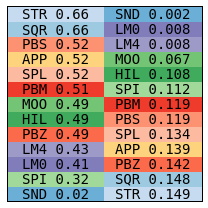 STR 0.66 SND 0.002
SQR 0.66 LM0 0.008
PBS 0.52 LM4 0.008
APP 0.52 MOO 0.067
SPL 0.52 HIL 0.108
PBM 0.51 SPI 0.112
MOO 0.49 PBM 0.119
HIL 0.49 PBS 0.119
PBZ 0.49 SPL 0.134
LM4 0.43 APP 0.139
LM0 0.41 PBZ 0.142
SPI 0.32 SQR 0.148
SND 0.02 STR 0.149